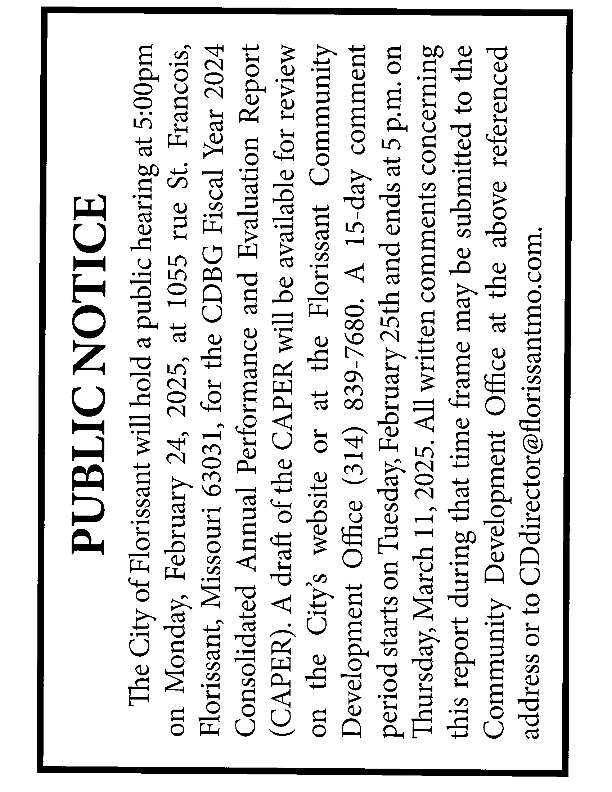 PUBLIC NOTICE
The City of Florissant will hold a public hearing at 5:00pm
on Monday, February 24, 2025, at 1055 rue St. Francois,
Florissant, Missouri 63031, for the CDBG Fiscal Year 2024
Consolidated Annual Performance and Evaluation Report
(CAPER). A draft of the CAPER will be available for review
on the City's website or at the Florissant Community
Development Office (314) 839-7680. A 15-day comment
period starts on Tuesday, February 25th and ends at 5 p.m. on
Thursday, March 11, 2025. All written comments concerning
this report during that time frame may be submitted to the
Community Development Office at the above referenced
address or to CDdirector@florissantmo.com.